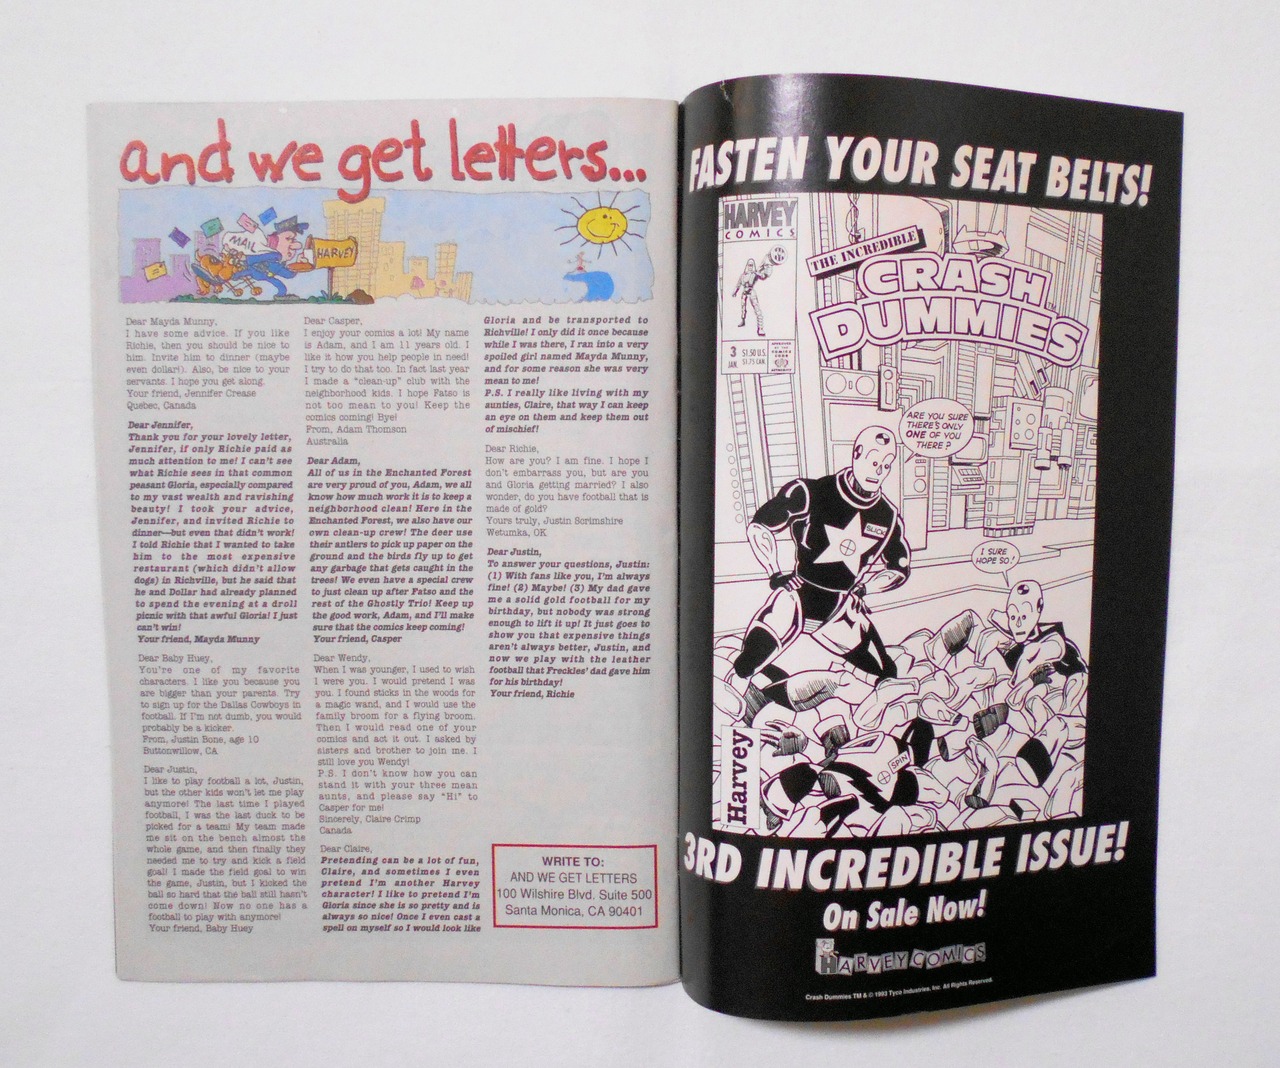 and we get letters...
MAIL
HARVEY
Dear Mayda Munny,
I have some advice. If you like
Richie, then you should be nice to
him. Invite him to dinner (maybe
even dollar!). Also, be nice to your
servants. I hope you get along.
Your friend, Jennifer Crease
Quebec, Canada
Dear Jennifer,
Thank you for your lovely letter,
Jennifer, if only Richie paid as
much attention to me! I can't see
what Richie sees in that common
peasant Gloria, especially compared
to my vast wealth and ravishing
beauty! I took your advice,
Jennifer, and invited Richie to
dinner—but even that didn't work!
I told Richie that I wanted to take
him to the most expensive
restaurant (which didn't allow
dogs) in Richville, but he said that
he and Dollar had already planned
to spend the evening at a droll
picnic with that awful Gloria! I just
can't win!
Your friend, Mayda Munny
Dear Baby Huey,
You're one of my favorite
characters. I like you because you
are bigger than your parents. Try
to sign up for the Dallas Cowboys in
football. If I'm not dumb, you would
probably be a kicker.
From, Justin Bone, age 10
Buttonwillow, CA
Dear Justin,
I like to play football a lot, Justin,
but the other kids won't let me play
anymore! The last time I played
football, I was the last duck to be
picked for a team! My team made
me sit on the bench almost the
whole game, and then finally they
needed me to try and kick a field
goal! I made the field goal to win
the game, Justin, but I kicked the
ball so hard that the ball still hasn't
come down! Now no one has a
football to play with anymore!
Your friend, Baby Huey
Dear Casper,
I enjoy your comics a lot! My name
is Adam, and I am 11 years old. I
like it how you help people in need!
I try to do that too. In fact last year
I made a "clean-up" club with the
neighborhood kids. I hope Fatso is
not too mean to you! Keep the
comics coming! Bye!
From, Adam Thomson
Australia
Dear Adam,
All of us in the Enchanted Forest
are very proud of you, Adam, we all
know how much work it is to keep a
neighborhood clean! Here in the
Enchanted Forest, we also have our
own clean-up crew! The deer use
their antlers to pick up paper on the
ground and the birds fly up to get
any garbage that gets caught in the
trees! We even have a special crew
to just clean up after Fatso and the
rest of the Ghostly Trio! Keep up
the good work, Adam, and I'll make
sure that the comics keep coming!
Your friend, Casper
Dear Wendy,
When I was younger, I used to wish
I were you. I would pretend I was
you. I found sticks in the woods for
a magic wand, and I would use the
family broom for a flying broom.
Then I would read one of your
comics and act it out. I asked by
sisters and brother to join me. I
still love you Wendy!
P.S. I don't know how you can
stand it with your three mean
aunts, and please say "Hi" to
Casper for me!
Sincerely, Claire Crimp
Canada
Dear Claire,
Pretending can be a lot of fun,
Claire, and sometimes I even
pretend I'm another Harvey
character! I like to pretend I'm
Gloria since she is so pretty and is
always so nice! Once I even cast a
spell on myself so I would look like
Gloria and be transported to
Richville! I only did it once because
while I was there, I ran into a very
spoiled girl named Mayda Munny,
and for some reason she was very
mean to me!
P.S. I really like living with my
aunties, Claire, that way I can keep
an eye on them and keep them out
of mischief!
Dear Richie,
How are you? I am fine. I hope I
don't embarrass you, but are you
and Gloria getting married? I also
wonder, do you have football that is
made of gold?
Yours truly, Justin Scrimshire
Wetumka, OK
Dear Justin,
To answer your questions, Justin:
(1) With fans like you, I'm always
fine! (2) Maybe! (3) My dad gave
me a solid gold football for my
birthday, but nobody was strong
enough to lift it up! It just goes to
show you that expensive things
aren't always better, Justin, and
now we play with the leather
football that Freckles' dad gave him
for his birthday!
Your friend, Richie
WRITE TO:
AND WE GET LETTERS
100 Wilshire Blvd. Suite 500
Santa Monica, CA 90401
FASTEN YOUR SEAT BELTS!
HARVEY
COMICS
3
JAN.
$1.50 U.S.
$1.75 CAN.
APPROVED
BY THE
COMICS
CODE
AUTHORITY
THE INCREDIBLE
CRASH
DUMMIES
TM
ARE YOU SURE
THERE'S ONLY
ONE OF YOU
THERE?
SLICK
I SURE
HOPE SO!
SPIN
Harvey
3RD INCREDIBLE ISSUE!
On Sale Now!
HARVEY COMICS
Crash Dummies TM & © 1993 Tyco Industries, Inc. All Rights Reserved.